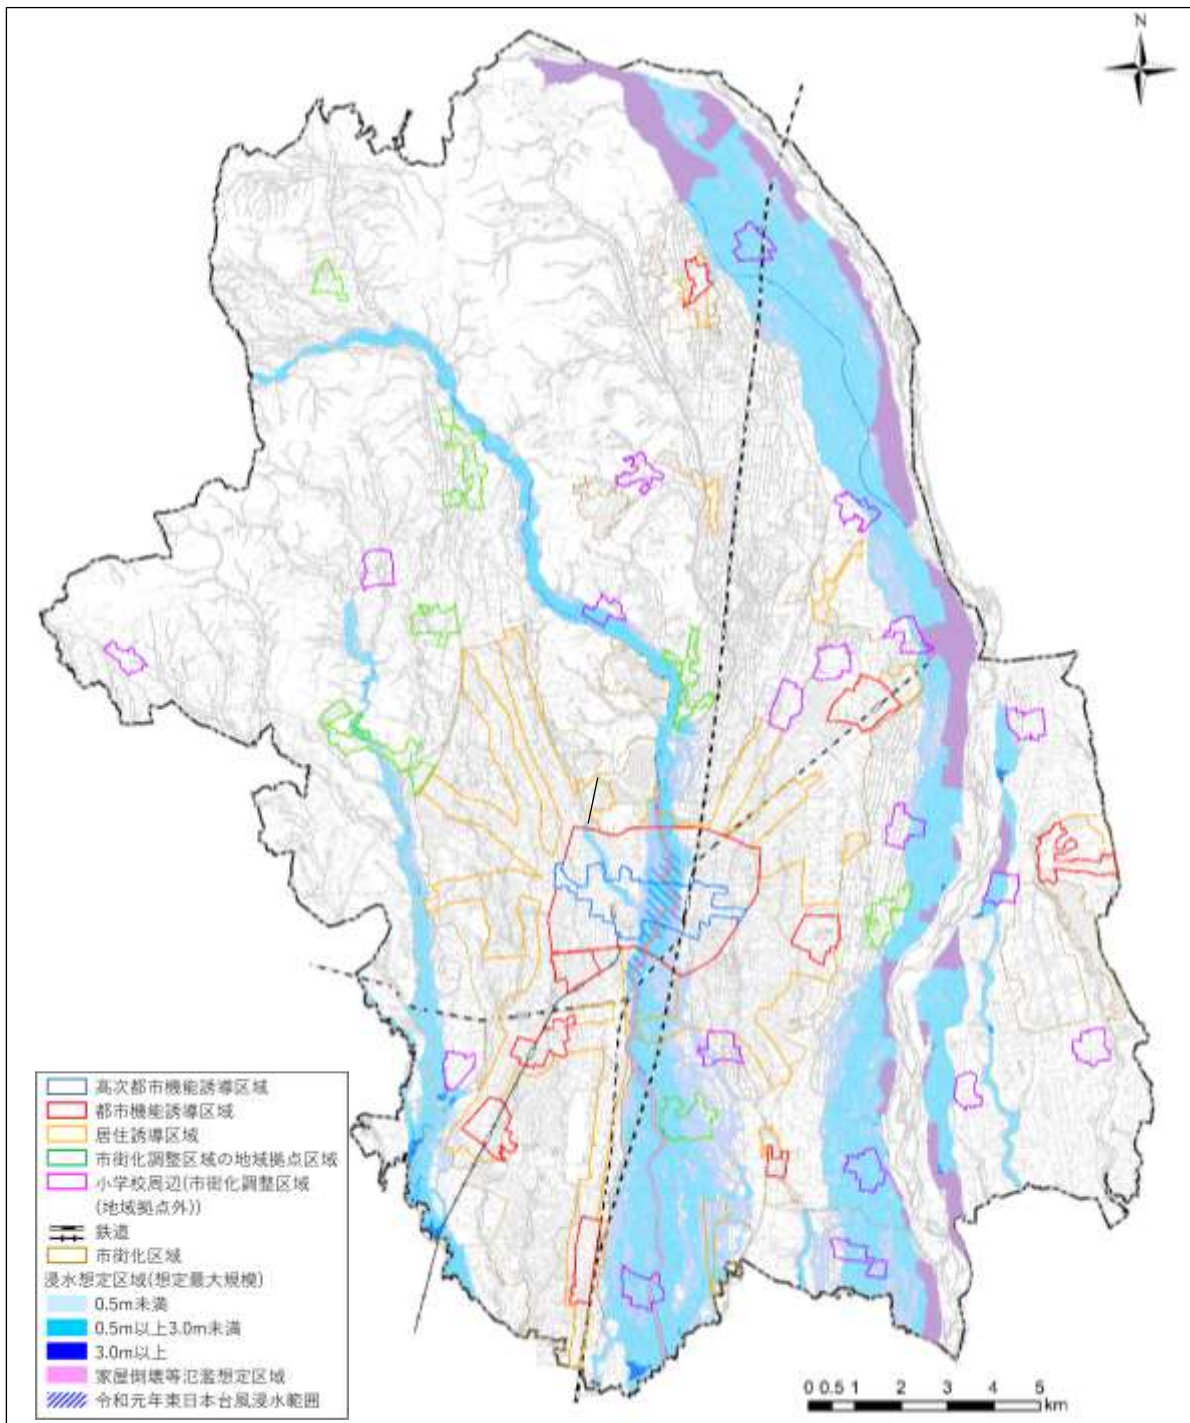 N
高次都市機能誘導区域
都市機能誘導区域
居住誘導区域
市街化調整区域の地域拠点区域
小学校周辺(市街化調整区域
(地域拠点外))
鉄道
市街化区域
浸水想定区域(想定最大規模)
0.5m未満
0.5m以上3.0m未満
3.0m以上
家屋倒壊等氾濫想定区域
令和元年東日本台風浸水範囲
0 0.5 1 2 3 4 5
km